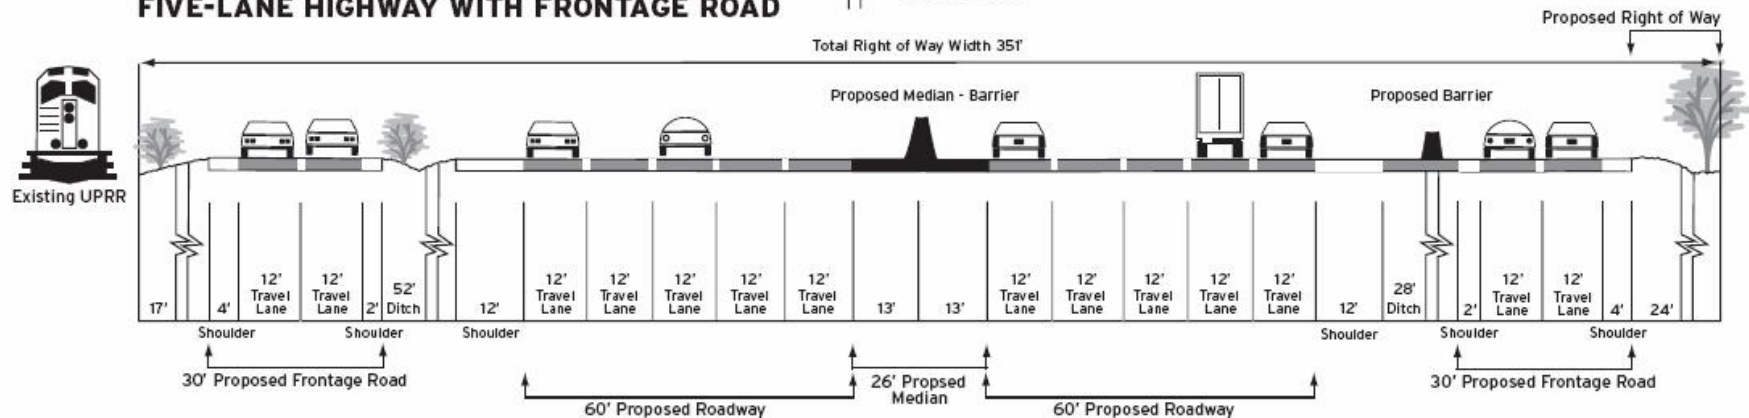 FIVE-LANE HIGHWAY WITH FRONTAGE ROAD
Proposed Right of Way
Total Right of Way Width 351'
Proposed Median - Barrier
Proposed Barrier
Existing UPRR
17'
4'
12'
Travel
Lane
12'
Travel
Lane
2'
52'
Ditch
12'
12'
Travel
Lane
12'
Travel
Lane
12'
Travel
Lane
12'
Travel
Lane
12'
Travel
Lane
13'
13'
12'
Travel
Lane
12'
Travel
Lane
12'
Travel
Lane
12'
Travel
Lane
12'
Travel
Lane
12'
28'
Ditch
2'
12'
Travel
Lane
12'
Travel
Lane
4'
24'
Shoulder
Shoulder
Shoulder
Shoulder
Shoulder
Shoulder
30' Proposed Frontage Road
60' Proposed Roadway
26' Propsed
Median
60' Proposed Roadway
30' Proposed Frontage Road